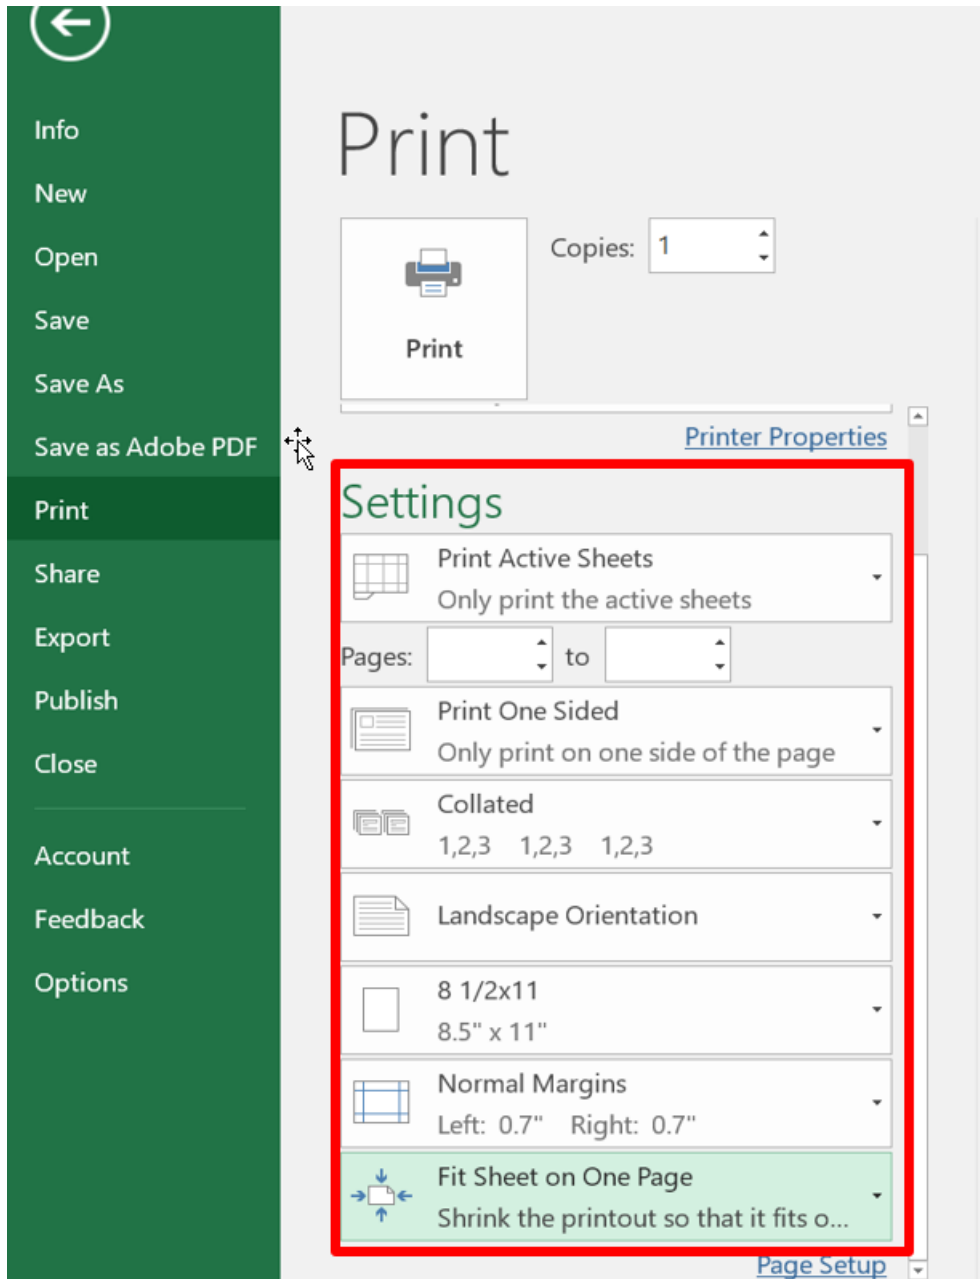 Info
New
Open
Save
Save As
Save as Adobe PDF
Print
Share
Export
Publish
Close
Account
Feedback
Options
Print
Print
Copies: 1
Printer Properties
Settings
Print Active Sheets
Only print the active sheets
Pages: to
Print One Sided
Only print on one side of the page
Collated
1,2,3 1,2,3 1,2,3
Landscape Orientation
8 1/2x11
8.5" x 11"
Normal Margins
Left: 0.7" Right: 0.7"
Fit Sheet on One Page
Shrink the printout so that it fits o...
Page Setup